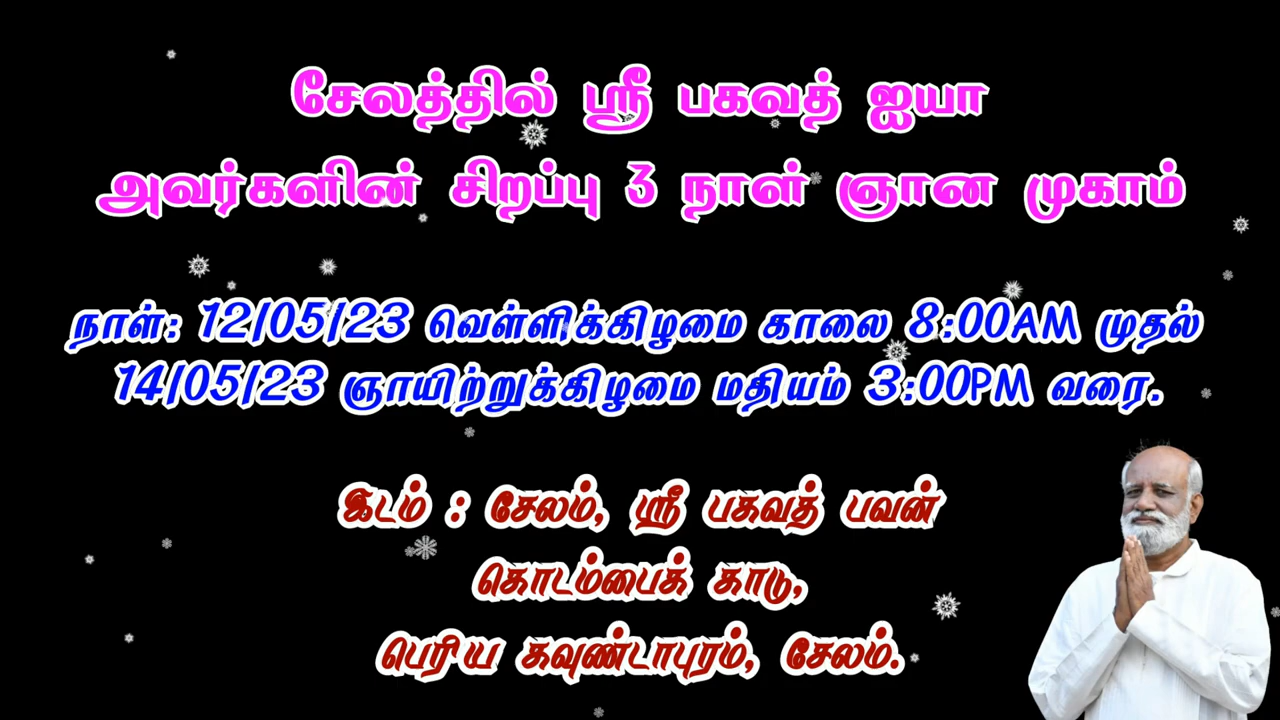 சேலத்தில் ஸ்ரீ பகவத் ஐயா
அவர்களின் சிறப்பு 3 நாள் ஞான முகாம்
நாள்: 12/05/23 வெள்ளிக்கிழமை காலை 8:00AM முதல்
14/05/23 ஞாயிற்றுக்கிழமை மதியம் 3:00PM வரை.
இடம் : சேலம், ஸ்ரீ பகவத் பவன்
கொடம்பைக் காடு,
பெரிய கவுண்டாபுரம், சேலம்.